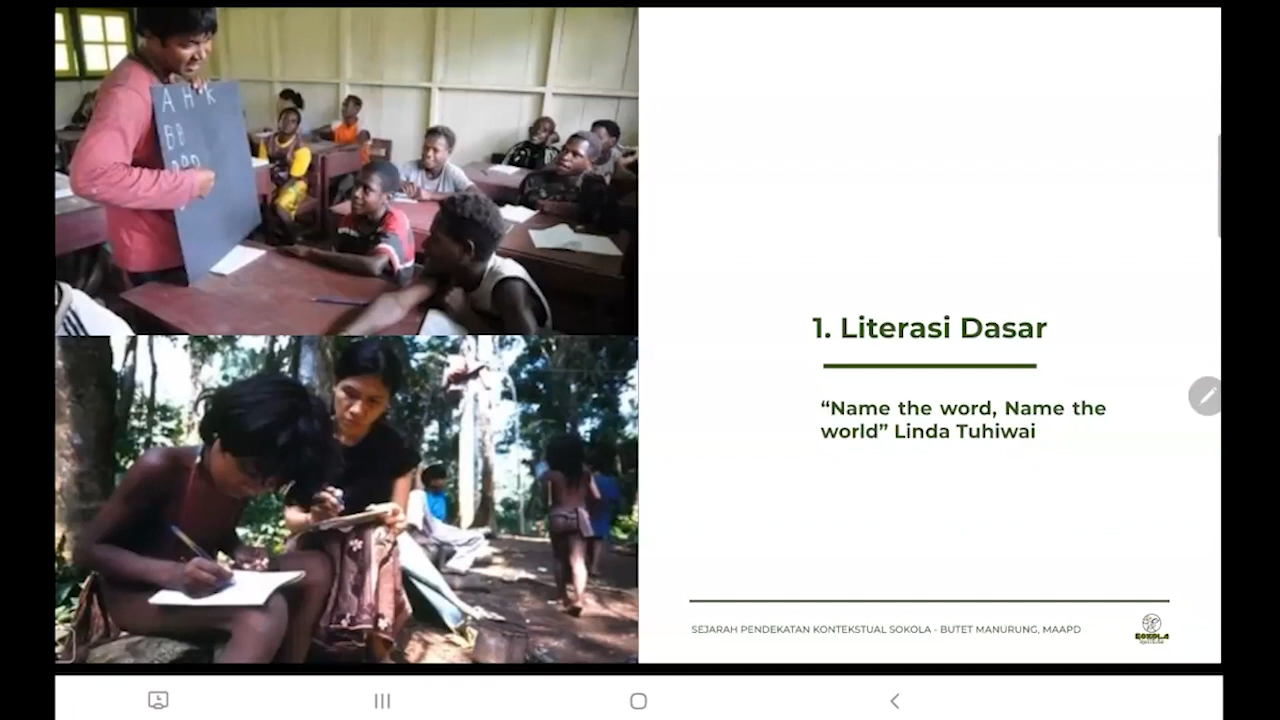 A H K
BB
1. Literasi Dasar
“Name the word, Name the
world” Linda Tuhiwai
SEJARAH PENDEKATAN KONTEKSTUAL SOKOLA - BUTET MANURUNG, MAAPD
SOKOLA